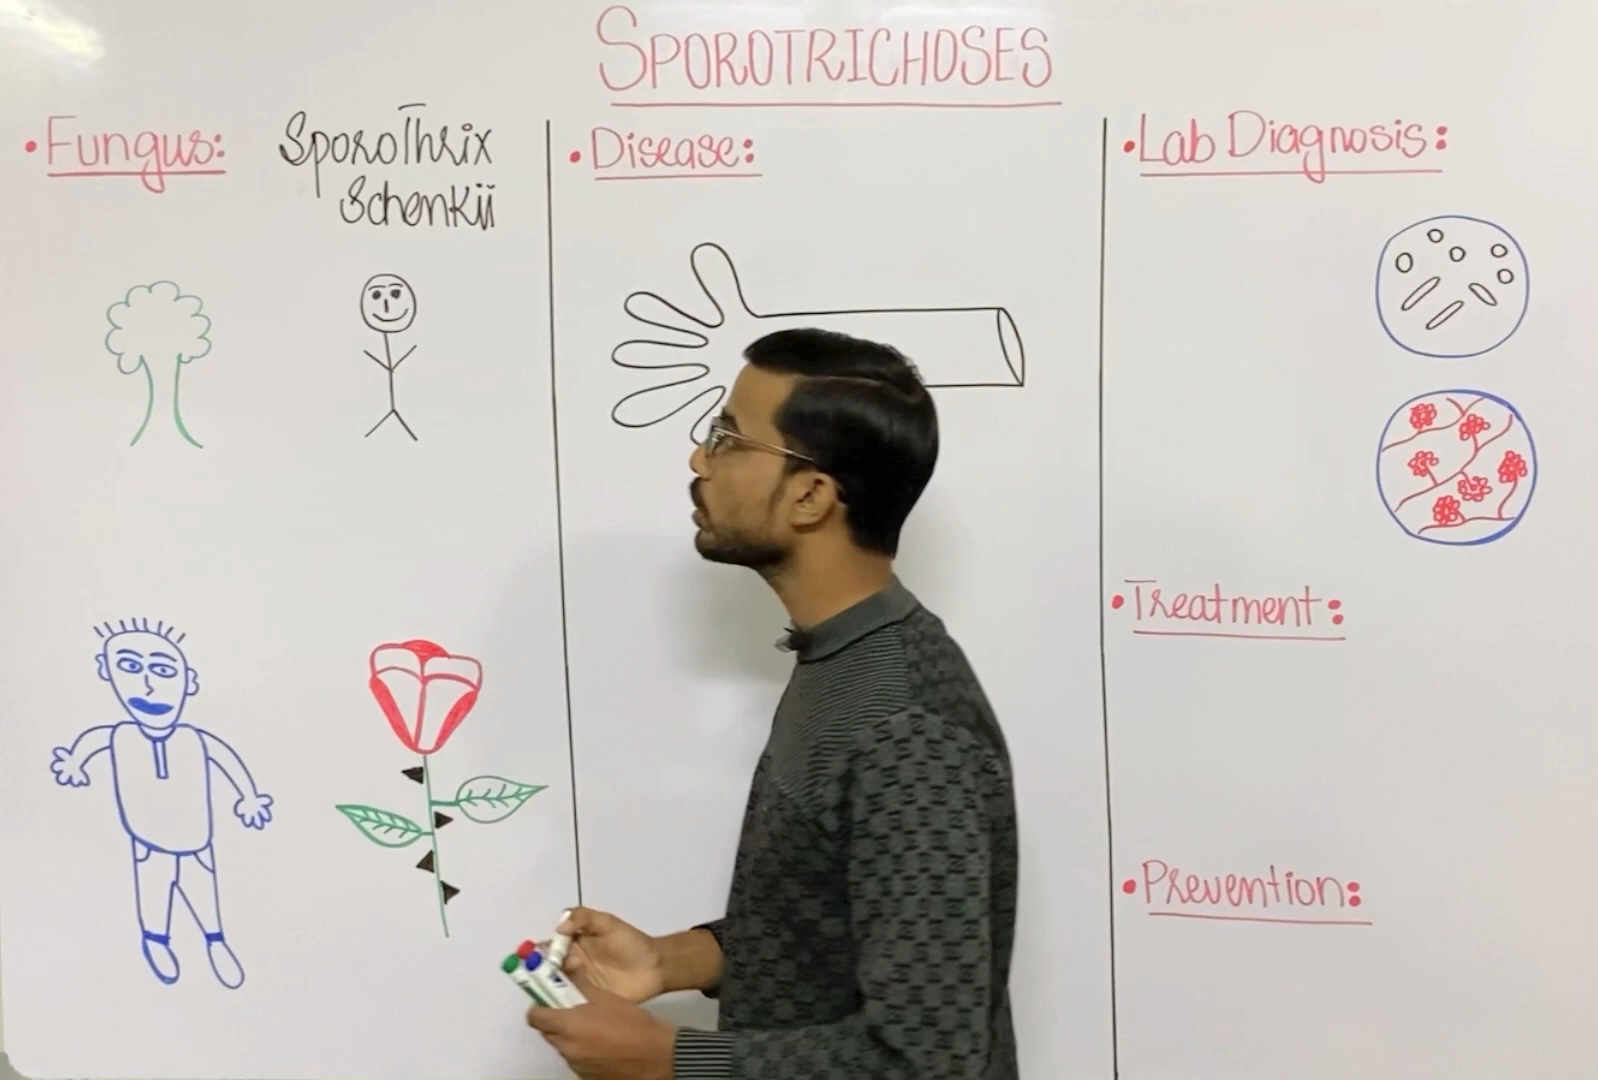 SPOROTRICHOSES
• Fungus:
SporoThrix
Schenkii
• Disease:
• Lab Diagnosis:
• Treatment:
• Prevention: